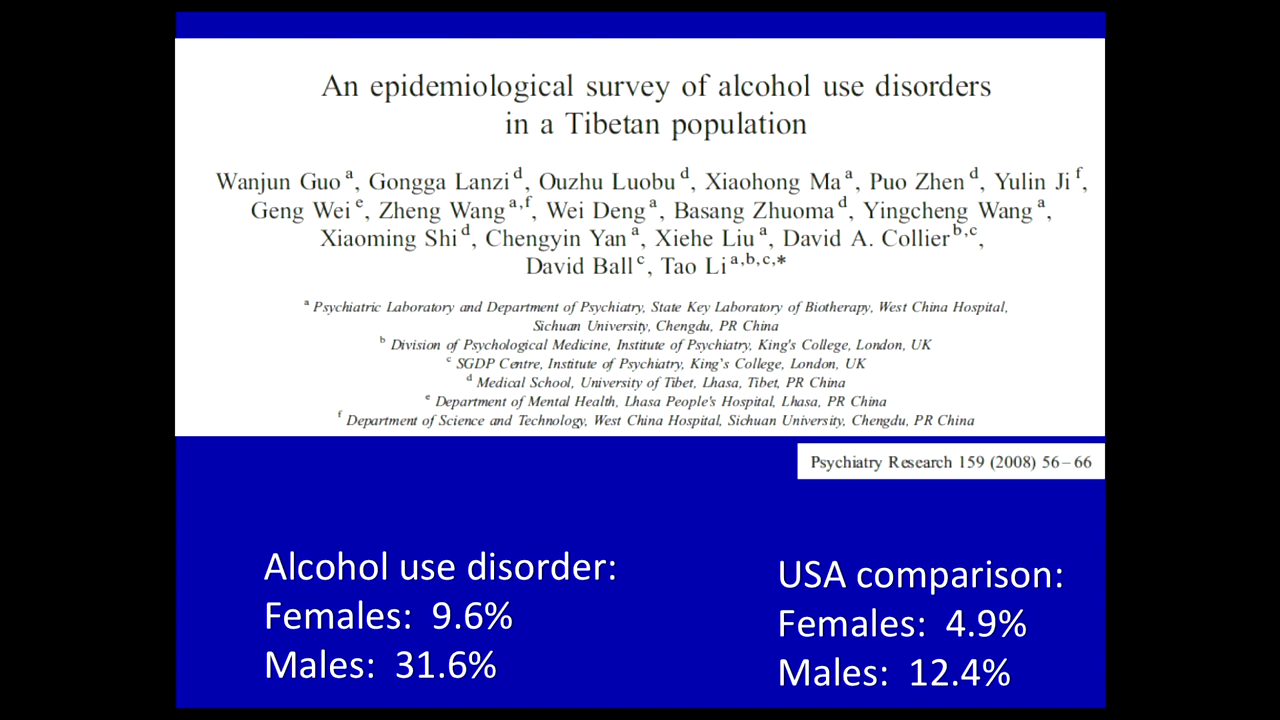 An epidemiological survey of alcohol use disorders
in a Tibetan population
Wanjun Guo a, Gongga Lanzi d, Ouzhu Luobu d, Xiaohong Ma a, Puo Zhen d, Yulin Ji f,
Geng Wei e, Zheng Wang a,f, Wei Deng a, Basang Zhuoma d, Yingcheng Wang a,
Xiaoming Shi d, Chengyin Yan a, Xiehe Liu a, David A. Collier b,c,
David Ball c, Tao Li a,b,c,*
a Psychiatric Laboratory and Department of Psychiatry, State Key Laboratory of Biotherapy, West China Hospital,
Sichuan University, Chengdu, PR China
b Division of Psychological Medicine, Institute of Psychiatry, King's College, London, UK
c SGDP Centre, Institute of Psychiatry, King's College, London, UK
d Medical School, University of Tibet, Lhasa, Tibet, PR China
e Department of Mental Health, Lhasa People's Hospital, Lhasa, PR China
f Department of Science and Technology, West China Hospital, Sichuan University, Chengdu, PR China
Psychiatry Research 159 (2008) 56–66
Alcohol use disorder:
Females: 9.6%
Males: 31.6%
USA comparison:
Females: 4.9%
Males: 12.4%